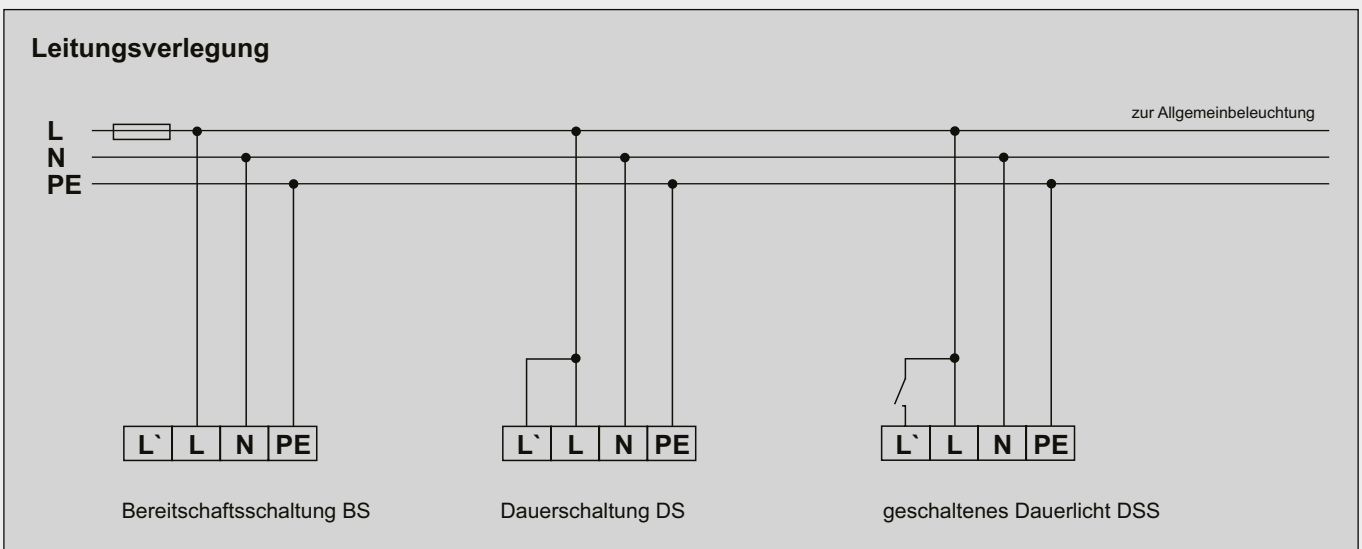 Leitungsverlegung
zur Allgemeinbeleuchtung
L
N
PE
L` L N PE
L` L N PE
L` L N PE
Bereitschaftsschaltung BS
Dauerschaltung DS
geschaltenes Dauerlicht DSS